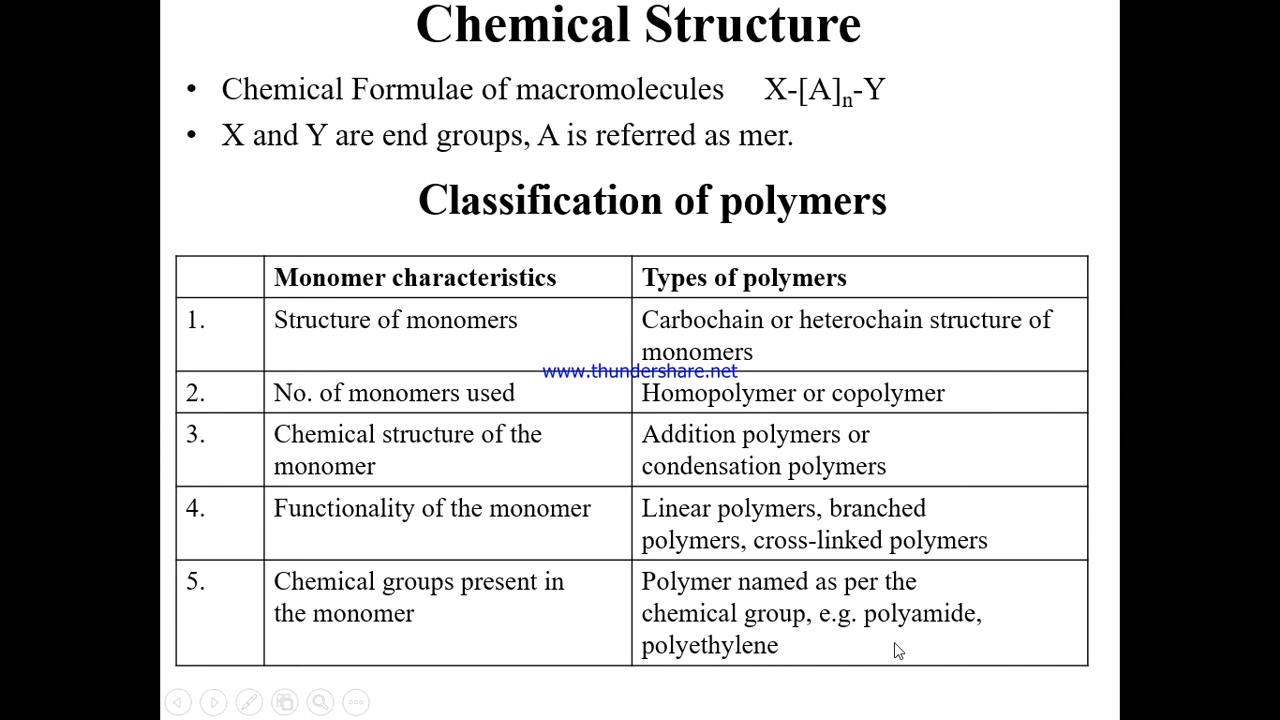 Chemical Structure
• Chemical Formulae of macromolecules X-[A]n-Y
• X and Y are end groups, A is referred as mer.
Classification of polymers
Monomer characteristics Types of polymers
1. Structure of monomers Carbochain or heterochain structure of
monomers
www.thundershare.net
2. No. of monomers used Homopolymer or copolymer
3. Chemical structure of the Addition polymers or
monomer condensation polymers
4. Functionality of the monomer Linear polymers, branched
polymers, cross-linked polymers
5. Chemical groups present in Polymer named as per the
the monomer chemical group, e.g. polyamide,
polyethylene